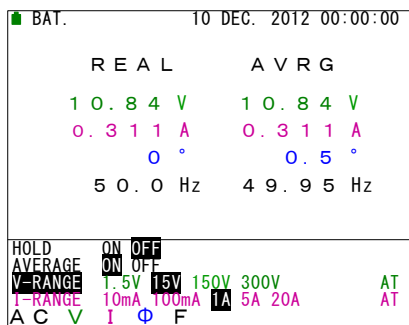 BAT. 10 DEC. 2012 00:00:00
REAL AVRG
10.84 V 10.84 V
0.311 A 0.311 A
0 ° 0.5 °
50.0 Hz 49.95 Hz
HOLD ON OFF
AVERAGE ON OFF
V-RANGE 1.5V 15V 150V 300V AT
I-RANGE 10mA 100mA 1A 5A 20A AT
AC V I Φ F